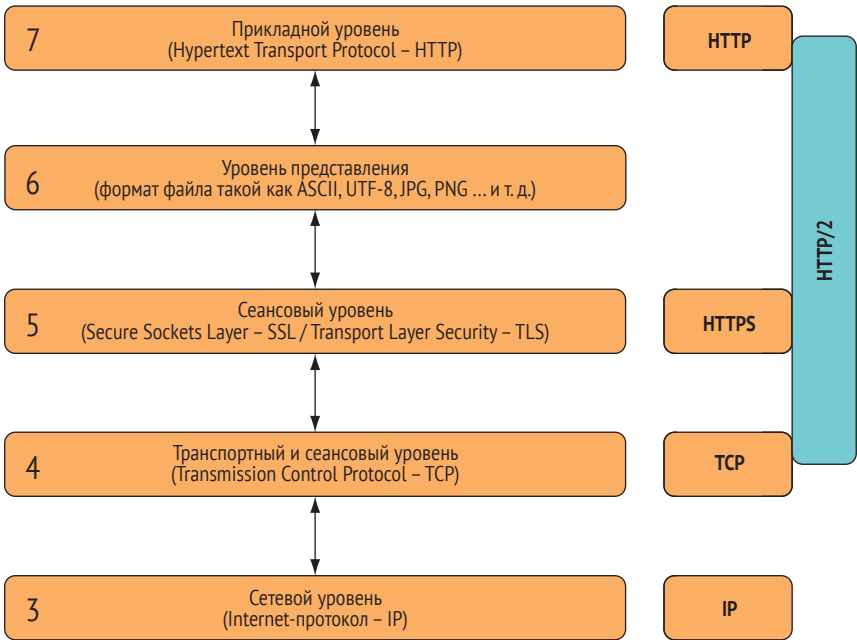 7
Прикладной уровень
(Hypertext Transport Protocol – HTTP)
HTTP
6
Уровень представления
(формат файла такой как ASCII, UTF-8, JPG, PNG … и т. д.)
HTTP/2
5
Сеансовый уровень
(Secure Sockets Layer – SSL / Transport Layer Security – TLS)
HTTPS
4
Транспортный и сеансовый уровень
(Transmission Control Protocol – TCP)
TCP
3
Сетевой уровень
(Internet-протокол – IP)
IP